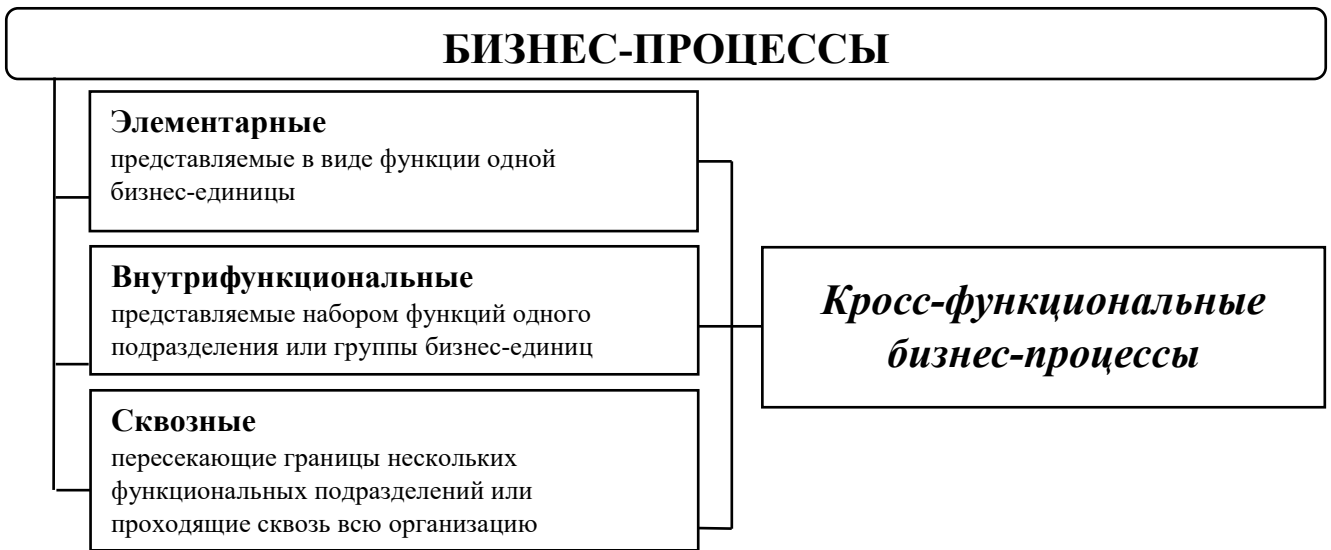 БИЗНЕС-ПРОЦЕССЫ
Элементарные
представляемые в виде функции одной
бизнес-единицы
Внутрифункциональные
представляемые набором функций одного
подразделения или группы бизнес-единиц
Сквозные
пересекающие границы нескольких
функциональных подразделений или
проходящие сквозь всю организацию
Кросс-функциональные
бизнес-процессы